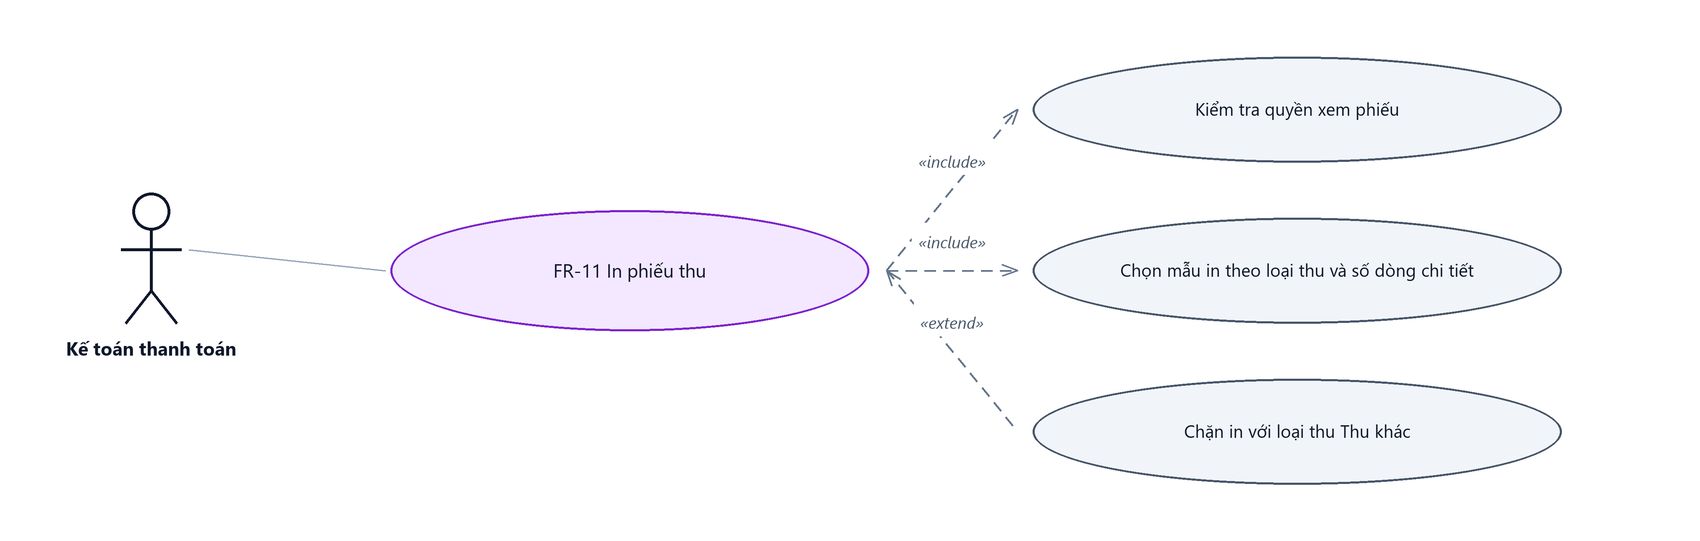 Kiểm tra quyền xem phiếu
«include»
«include»
FR-11 In phiếu thu
Chọn mẫu in theo loại thu và số dòng chi tiết
«extend»
Kế toán thanh toán
Chặn in với loại thu Thu khác